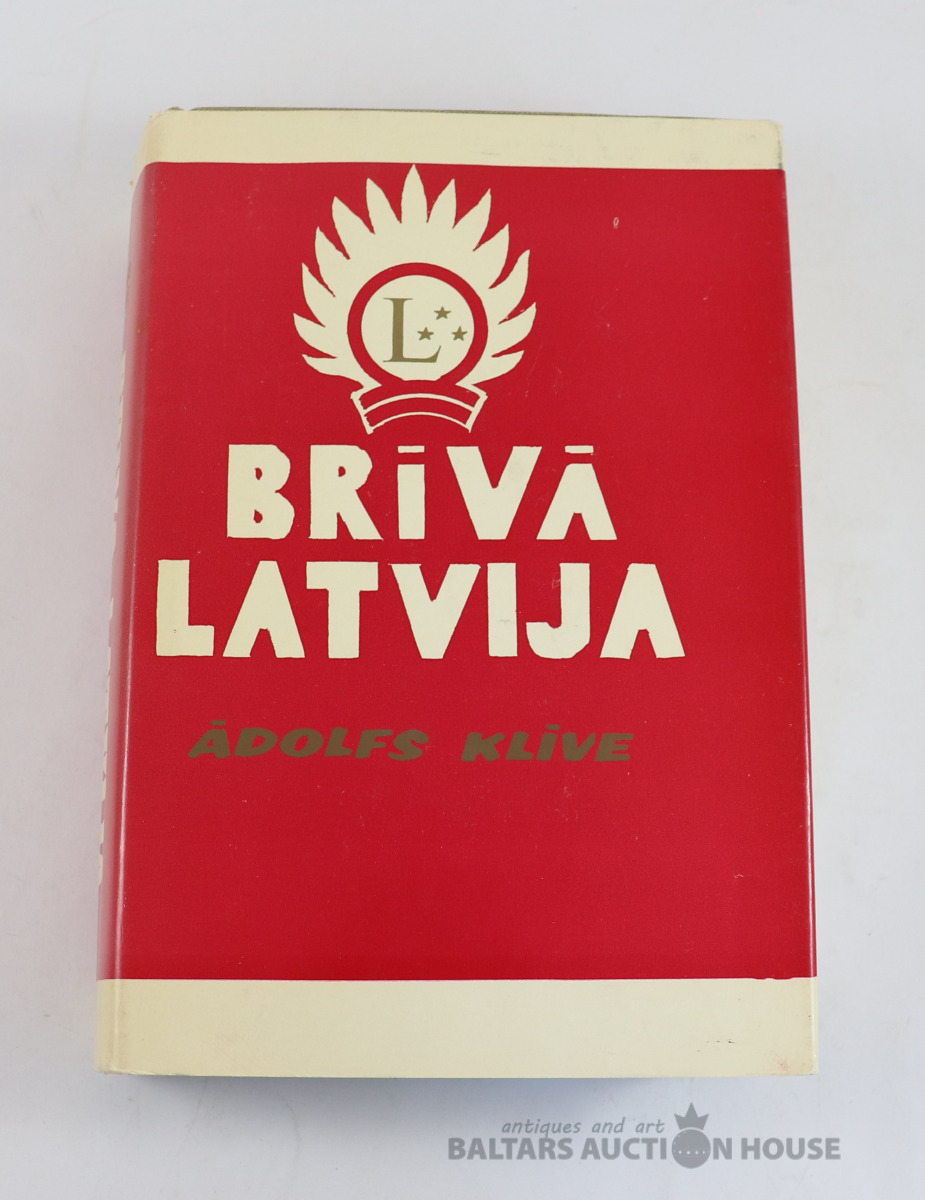 L
BRĪVĀ
LATVIJA
ĀDOLFS KLĪVE
antiques and art
BALTARS AUCTION HOUSE